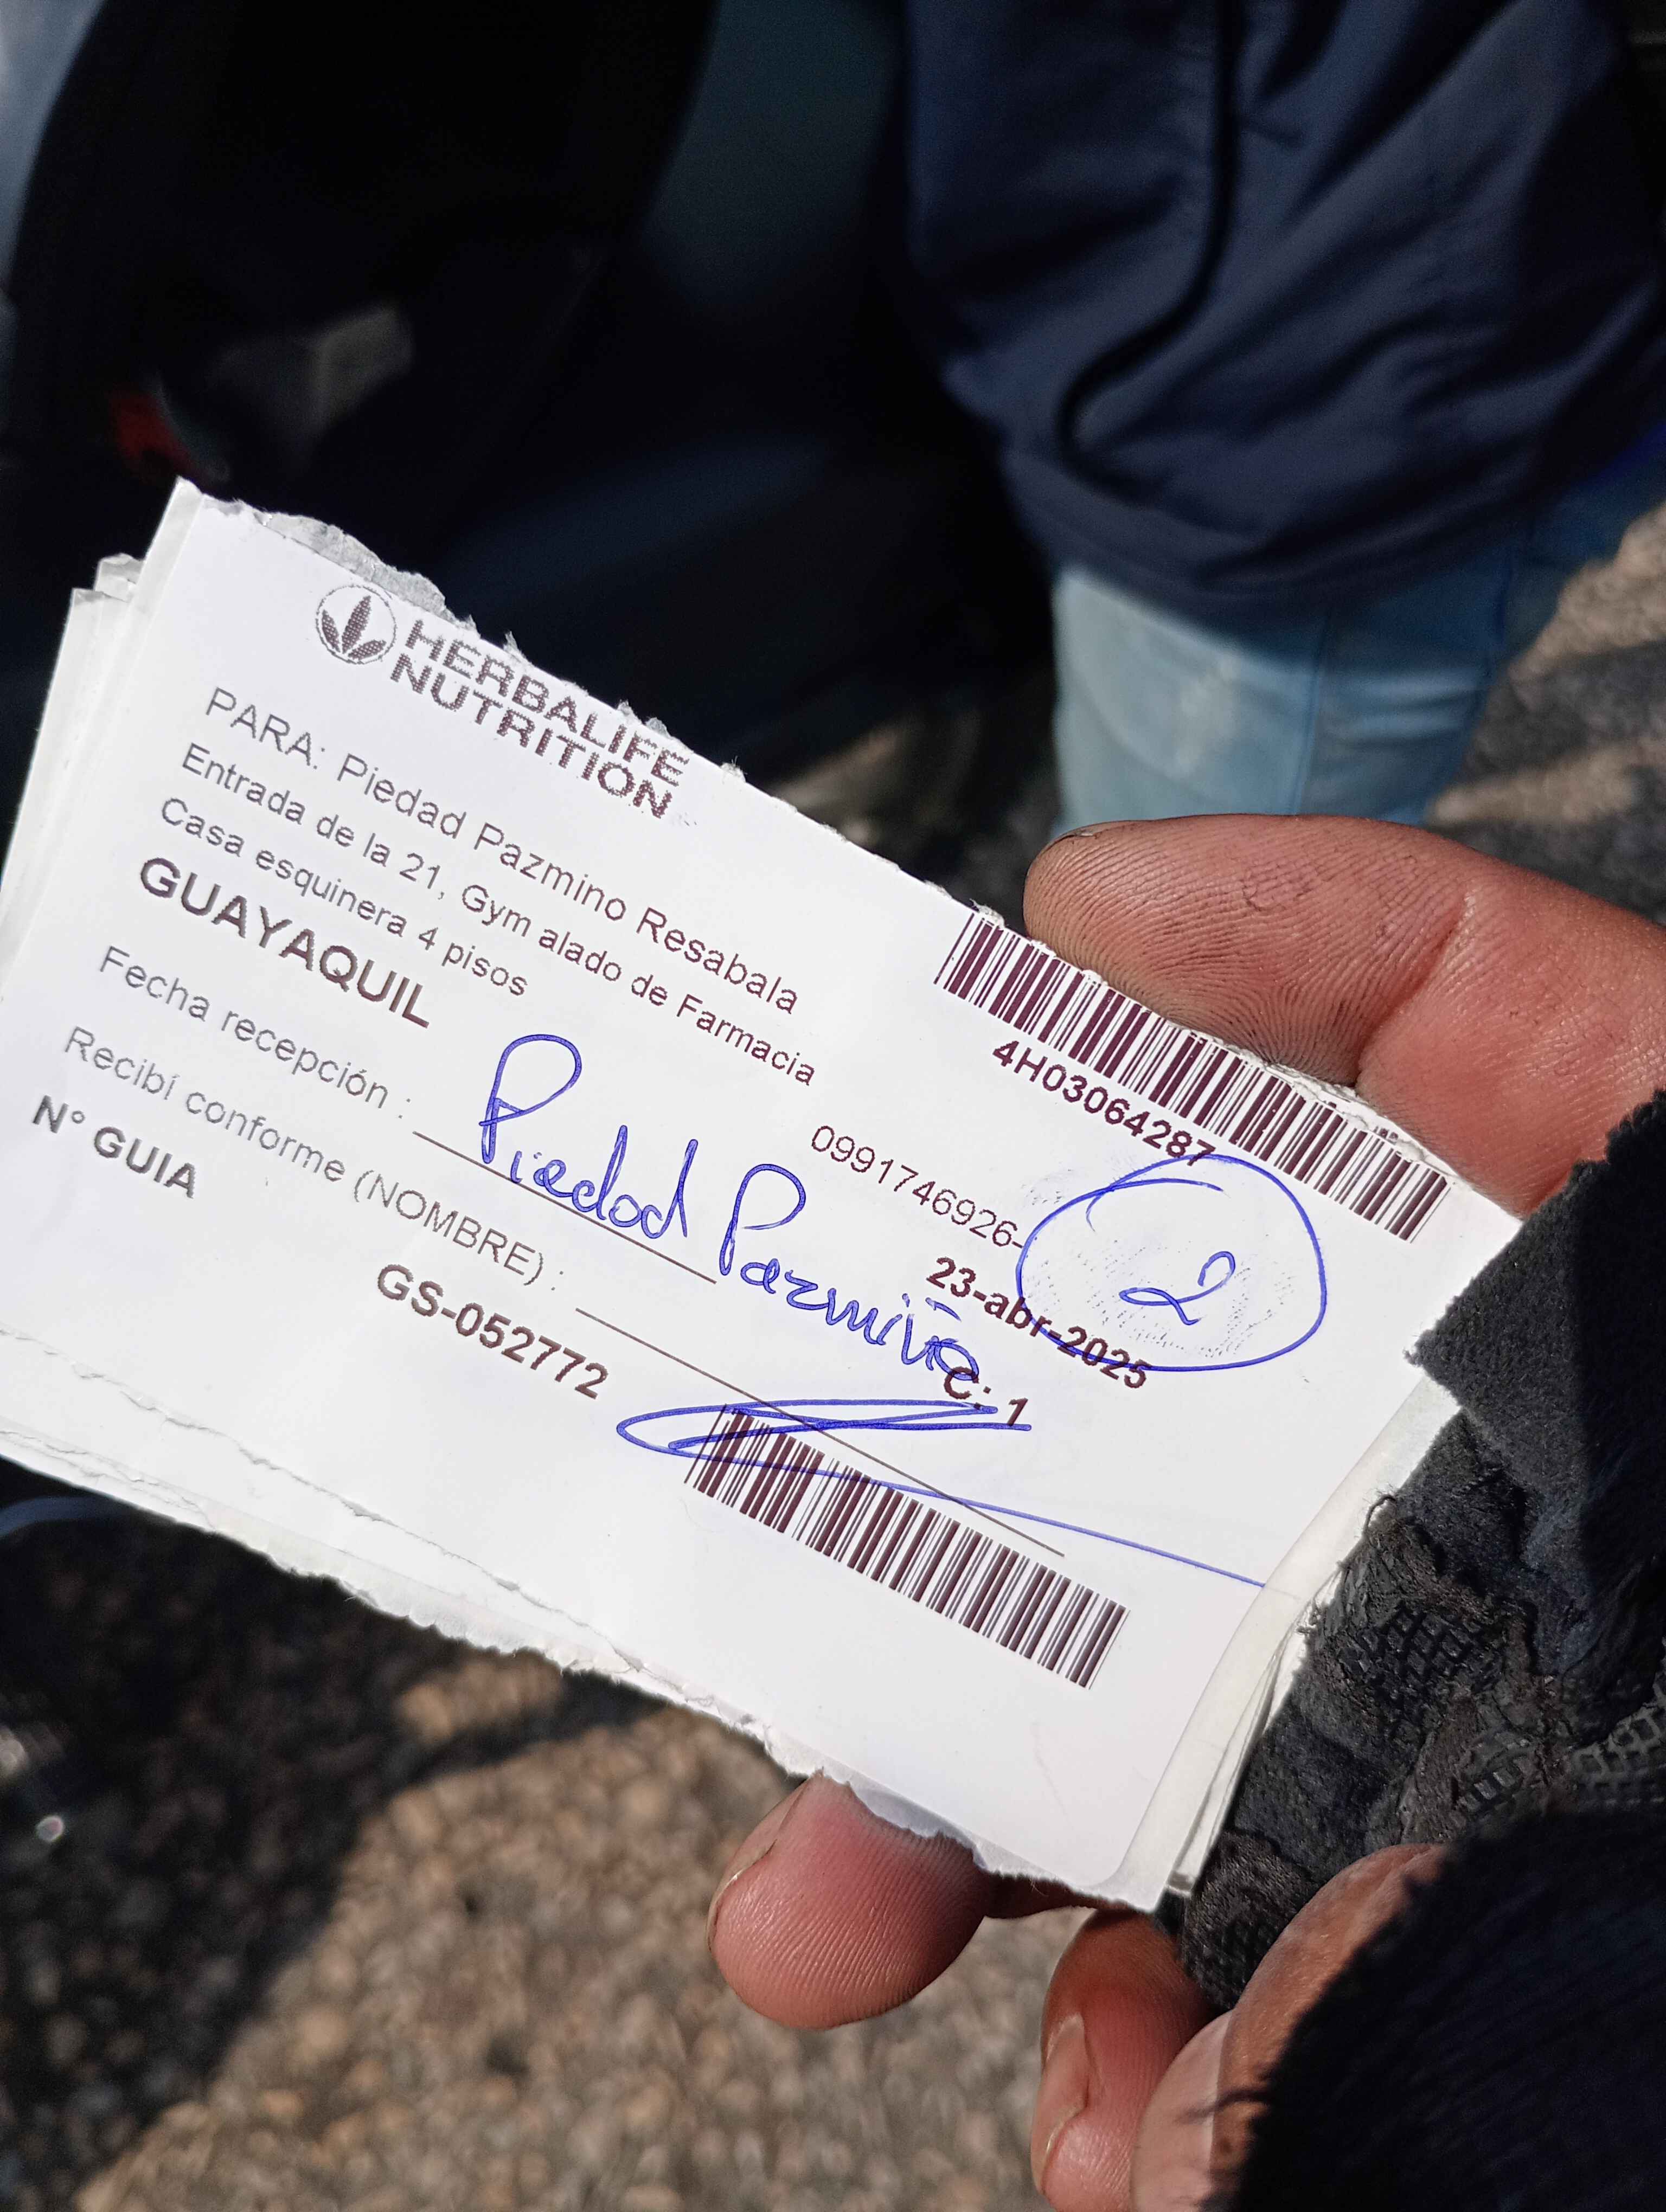 HERBALIFE
NUTRITION
PARA: Piedad Pazmino Resabala
Entrada de la 21, Gym alado de Farmacia
Casa esquinera 4 pisos
GUAYAQUIL
4H03064287
0991746926-
2
Fecha recepción :
Piedad Pazmiño
23-abr-2025
Recibí conforme (NOMBRE) :
C: 1
N° GUIA
GS-052772